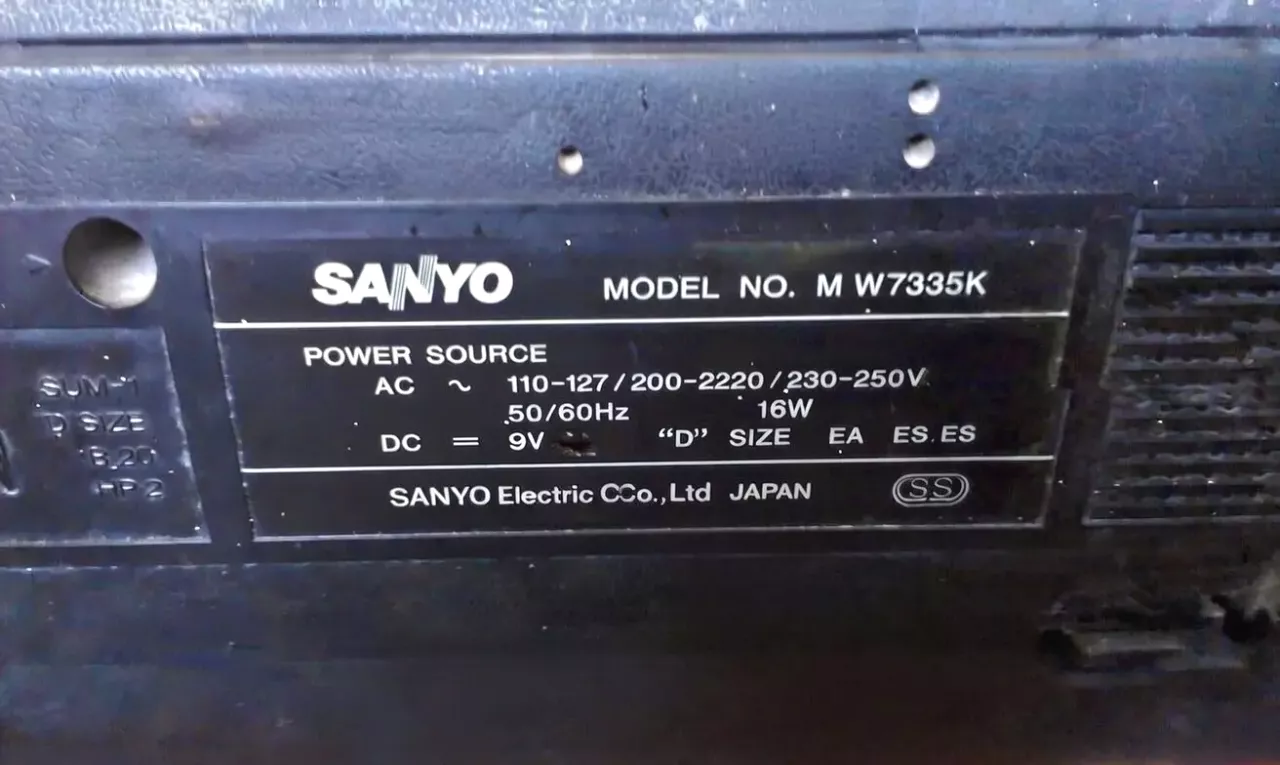 SANYO MODEL NO. M W7335K
POWER SOURCE
AC ~ 110-127/200-2220/230-250V
50/60Hz 16W
DC = 9V "D" SIZE EA ES.ES
SANYO Electric CCo.,Ltd JAPAN SS
SUM-1
D SIZE
HP 2